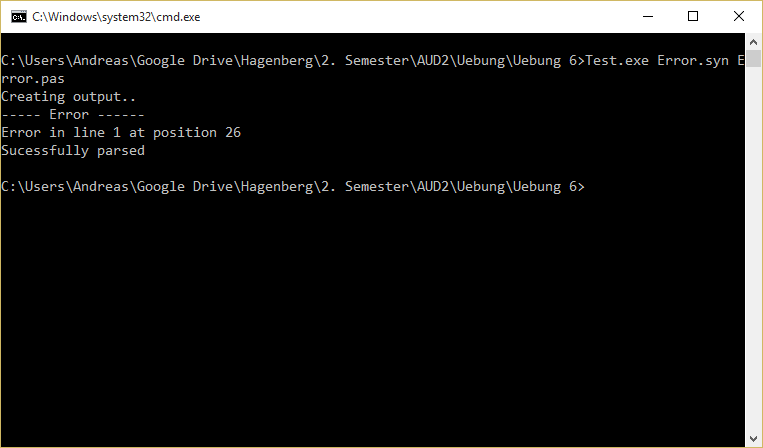 C:\Windows\system32\cmd.exe
C:\Users\Andreas\Google Drive\Hagenberg\2. Semester\AUD2\Uebung\Uebung 6>Test.exe Error.syn E
rror.pas
Creating output..
----- Error ------
Error in line 1 at position 26
Sucessfully parsed
C:\Users\Andreas\Google Drive\Hagenberg\2. Semester\AUD2\Uebung\Uebung 6>